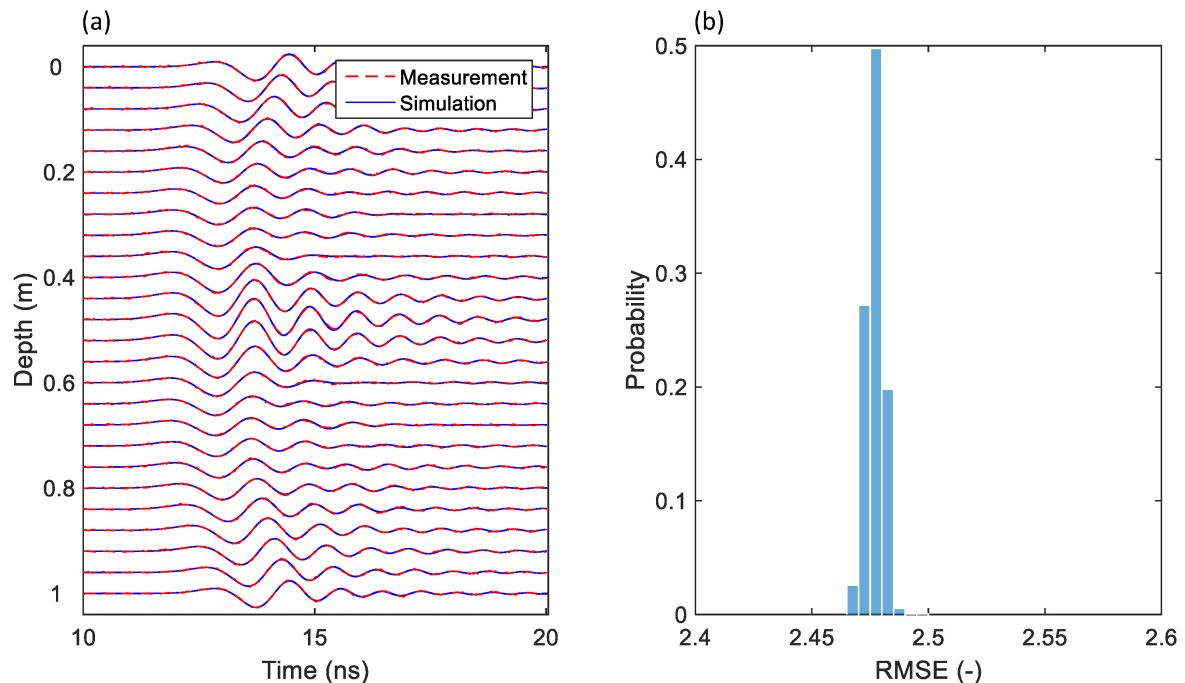 (a)
Measurement
Simulation
0
0.2
0.4
0.6
0.8
1
Depth (m)
10
15
20
Time (ns)
(b)
0.5
0.4
0.3
0.2
0.1
0
Probability
2.4
2.45
2.5
2.55
2.6
RMSE (-)